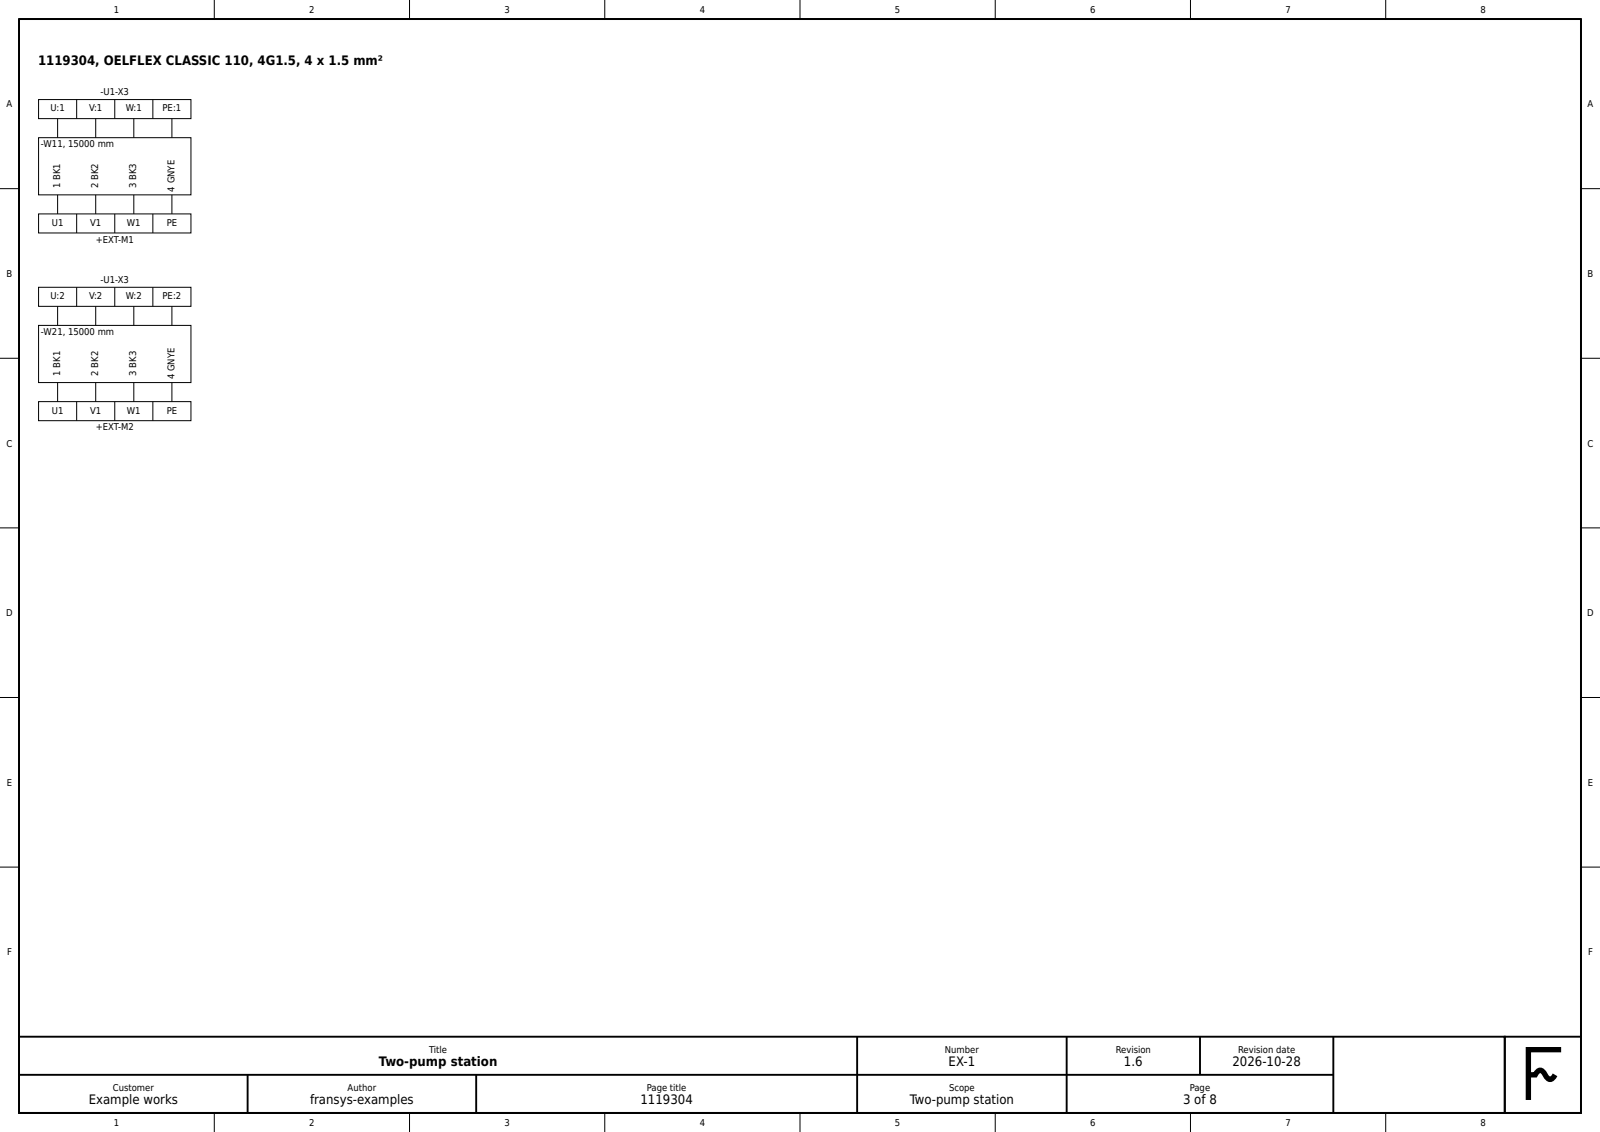 1 2 3 4 5 6 7 8
1119304, OELFLEX CLASSIC 110, 4G1.5, 4 x 1.5 mm²
-U1-X3
A A
U:1 V:1 W:1 PE:1
-W11, 15000 mm
1 BK1 2 BK2 3 BK3 4 GNYE
U1 V1 W1 PE
+EXT-M1
B B
-U1-X3
U:2 V:2 W:2 PE:2
-W21, 15000 mm
1 BK1 2 BK2 3 BK3 4 GNYE
U1 V1 W1 PE
+EXT-M2
C C
D D
E E
F F
Title
Two-pump station
Number
EX-1
Revision
1.6
Revision date
2026-10-28
Customer
Example works
Author
fransys-examples
Page title
1119304
Scope
Two-pump station
Page
3 of 8
1 2 3 4 5 6 7 8